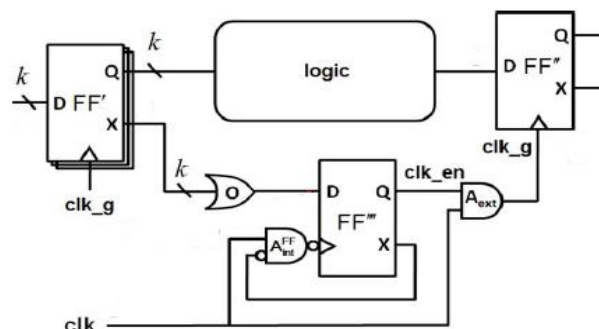 k
D FF′ Q X
clk_g
k
logic
D FF″ Q X
clk_g
k
O
D FF‴ Q X
clk_en
A_ext
A_int^FF
clk